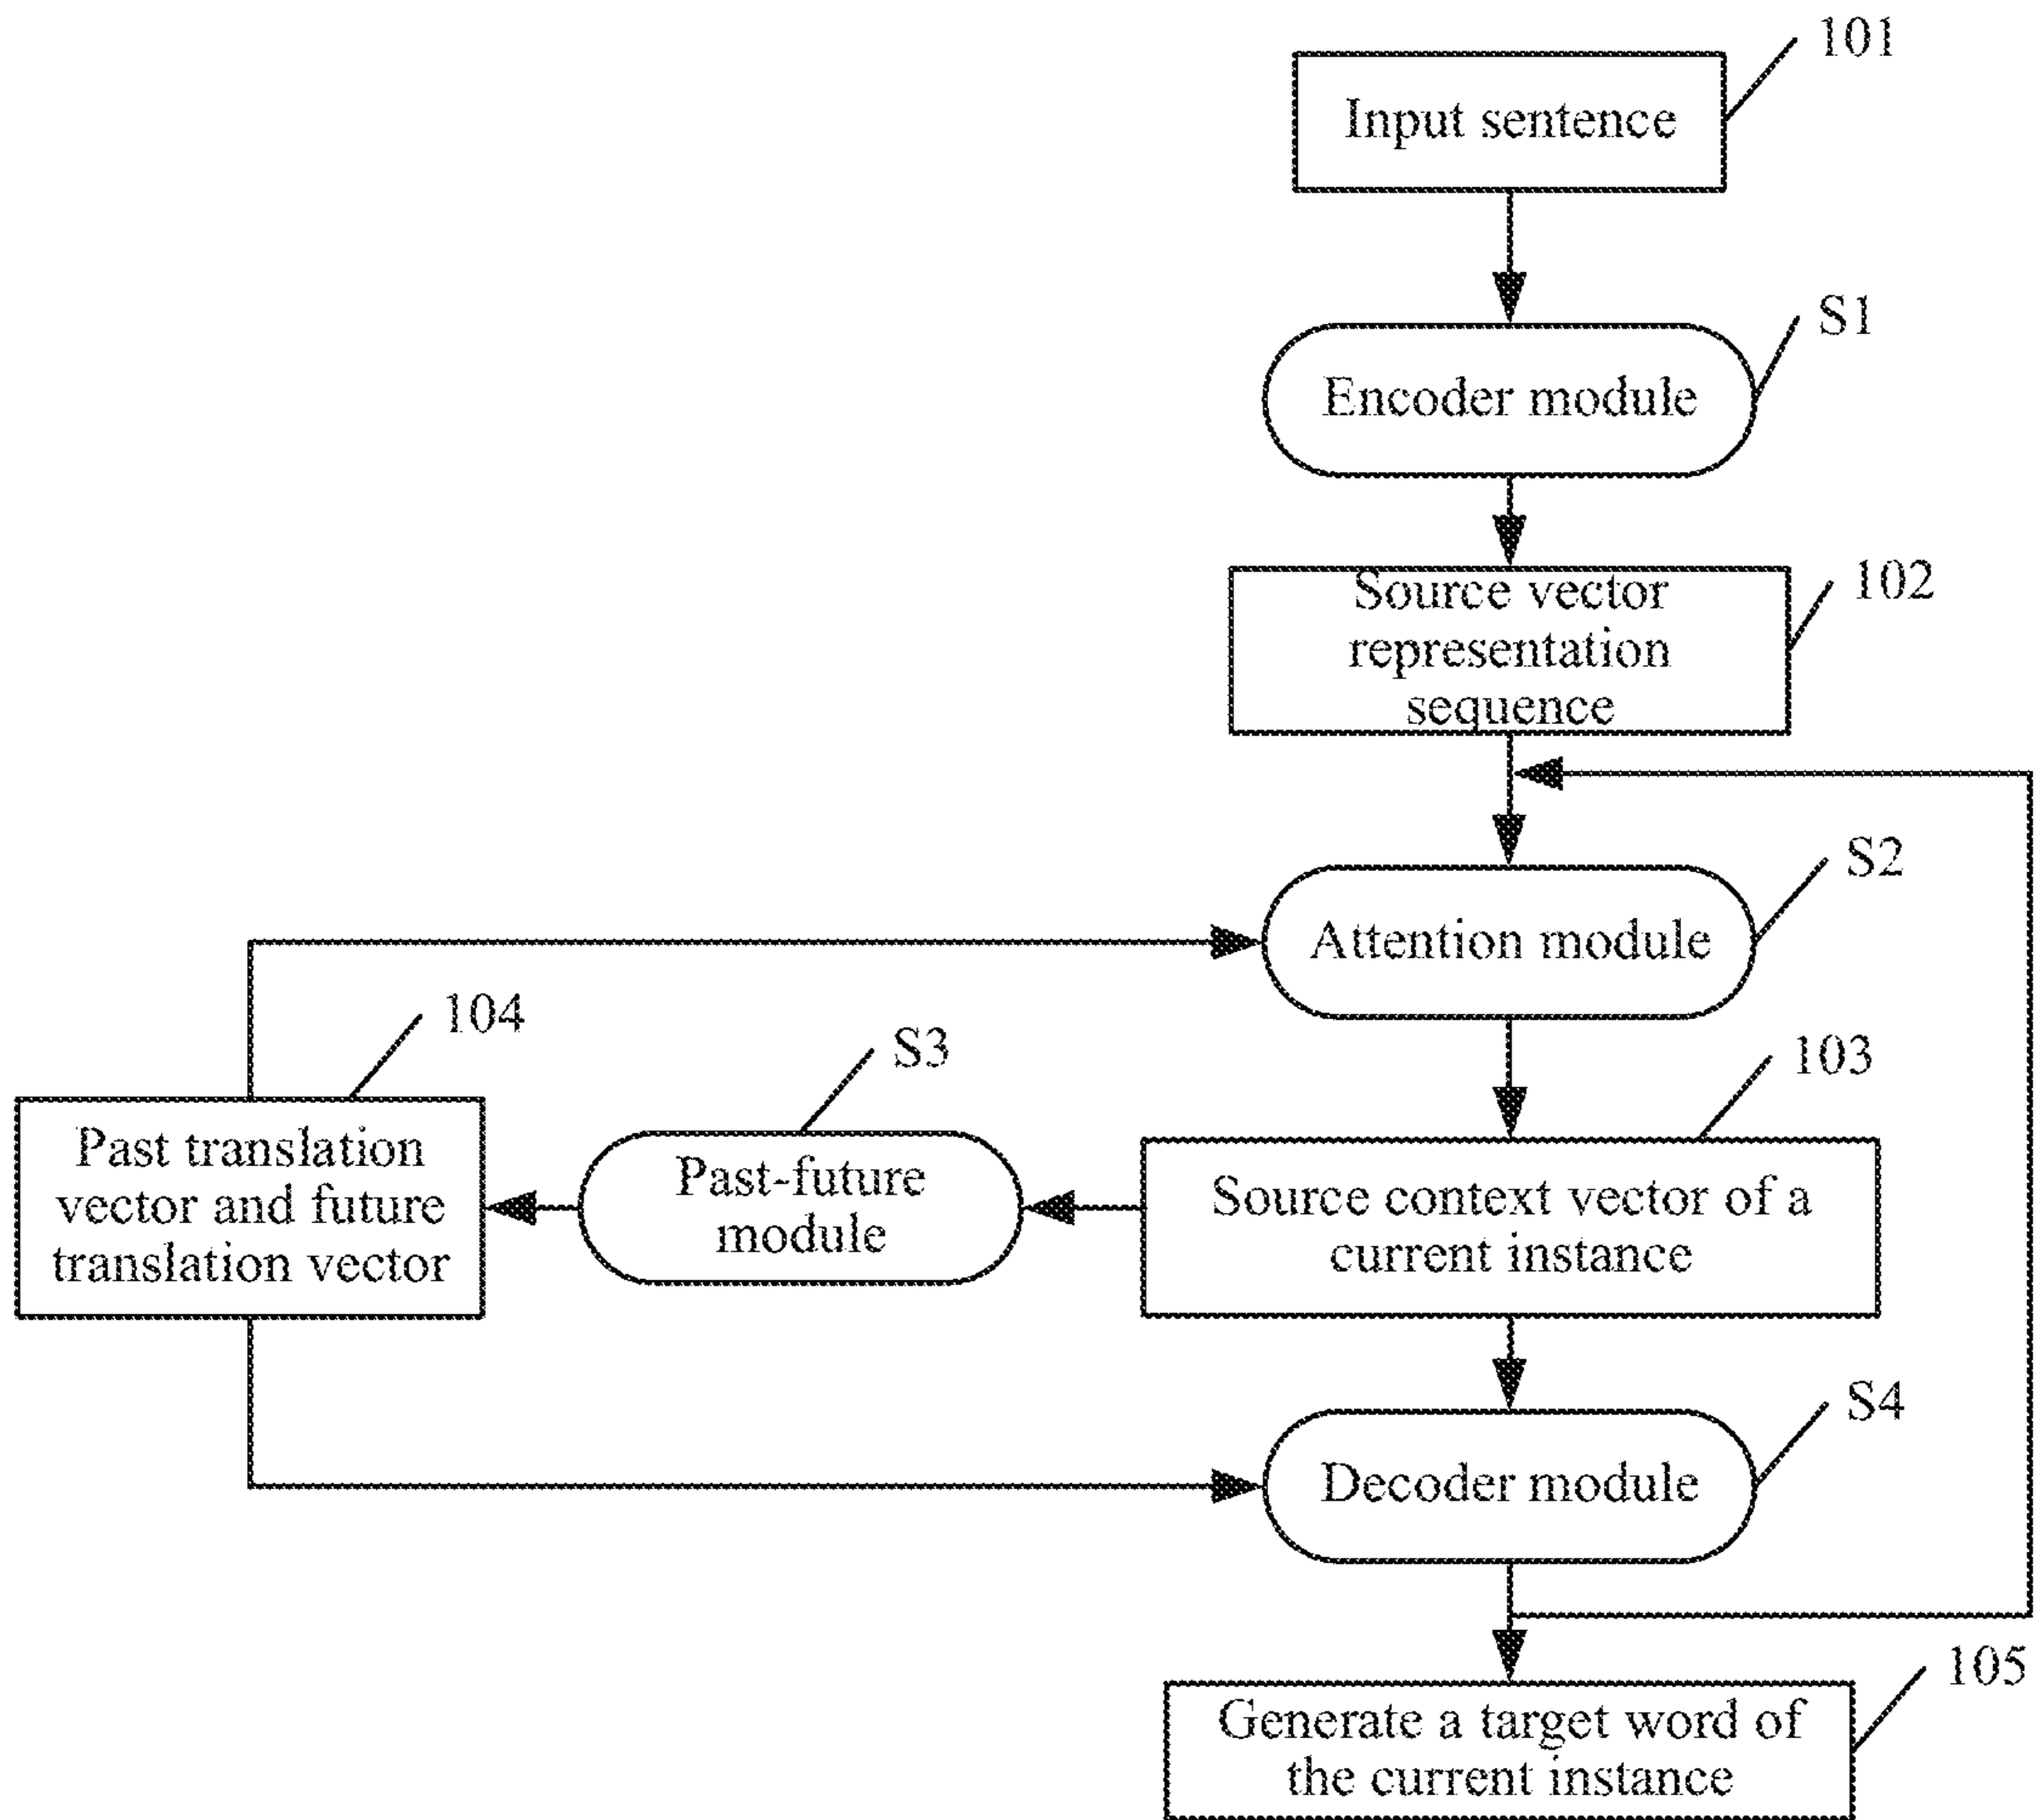 101
Input sentence
S1
Encoder module
102
Source vector
representation
sequence
S2
Attention module
104
S3
103
Past translation
vector and future
translation vector
Past-future
module
Source context vector of a
current instance
S4
Decoder module
105
Generate a target word of
the current instance